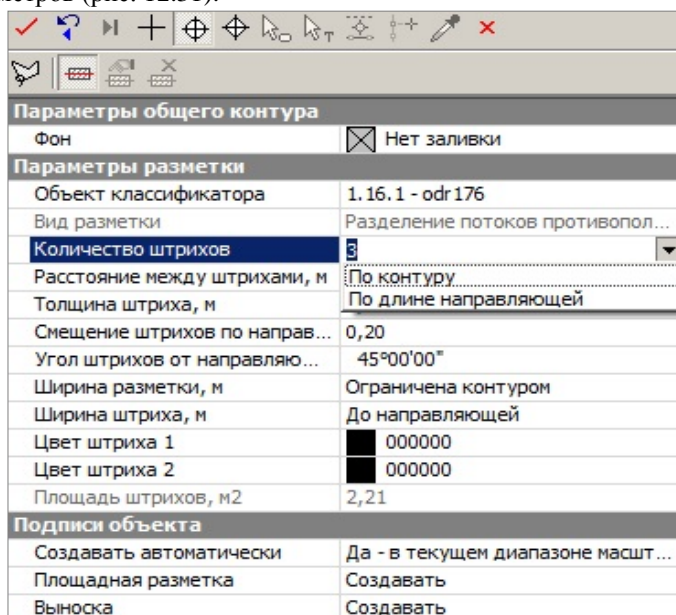 (рис. 12.31).
Параметры общего контура
Фон Нет заливки
Параметры разметки
Объект классификатора 1.16.1 - odr176
Вид разметки Разделение потоков противопол...
Количество штрихов 3
Расстояние между штрихами, м По контуру
Толщина штриха, м По длине направляющей
Смещение штрихов по направ... 0,20
Угол штрихов от направляю... 45°00'00"
Ширина разметки, м Ограничена контуром
Ширина штриха, м До направляющей
Цвет штриха 1 000000
Цвет штриха 2 000000
Площадь штрихов, м2 2,21
Подписи объекта
Создавать автоматически Да - в текущем диапазоне масшт...
Площадная разметка Создавать
Выноска Создавать